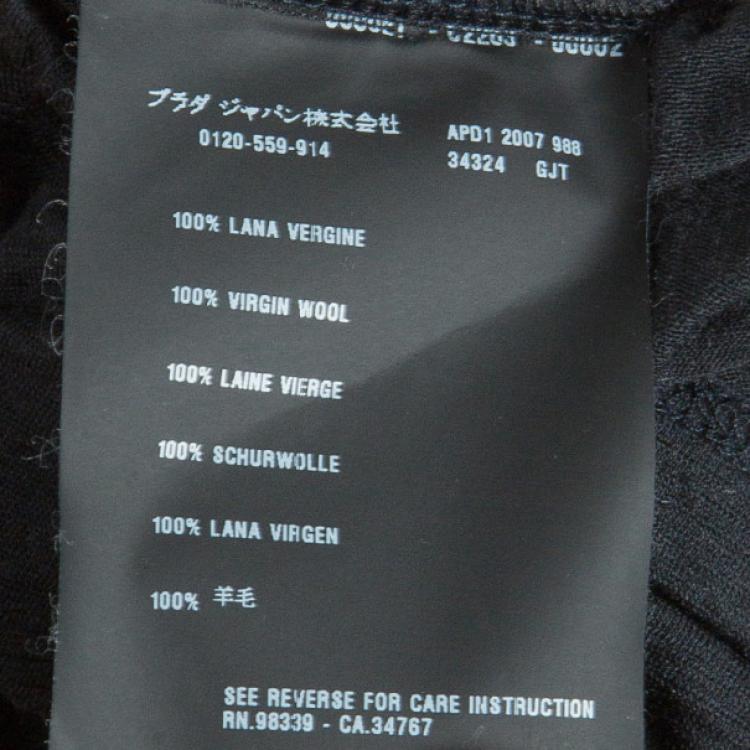 プラダ ジャパン株式会社
0120-559-914
APD1 2007 988
34324 GJT
100% LANA VERGINE
100% VIRGIN WOOL
100% LAINE VIERGE
100% SCHURWOLLE
100% LANA VIRGEN
100% 羊毛
SEE REVERSE FOR CARE INSTRUCTION
RN.98339 - CA.34767